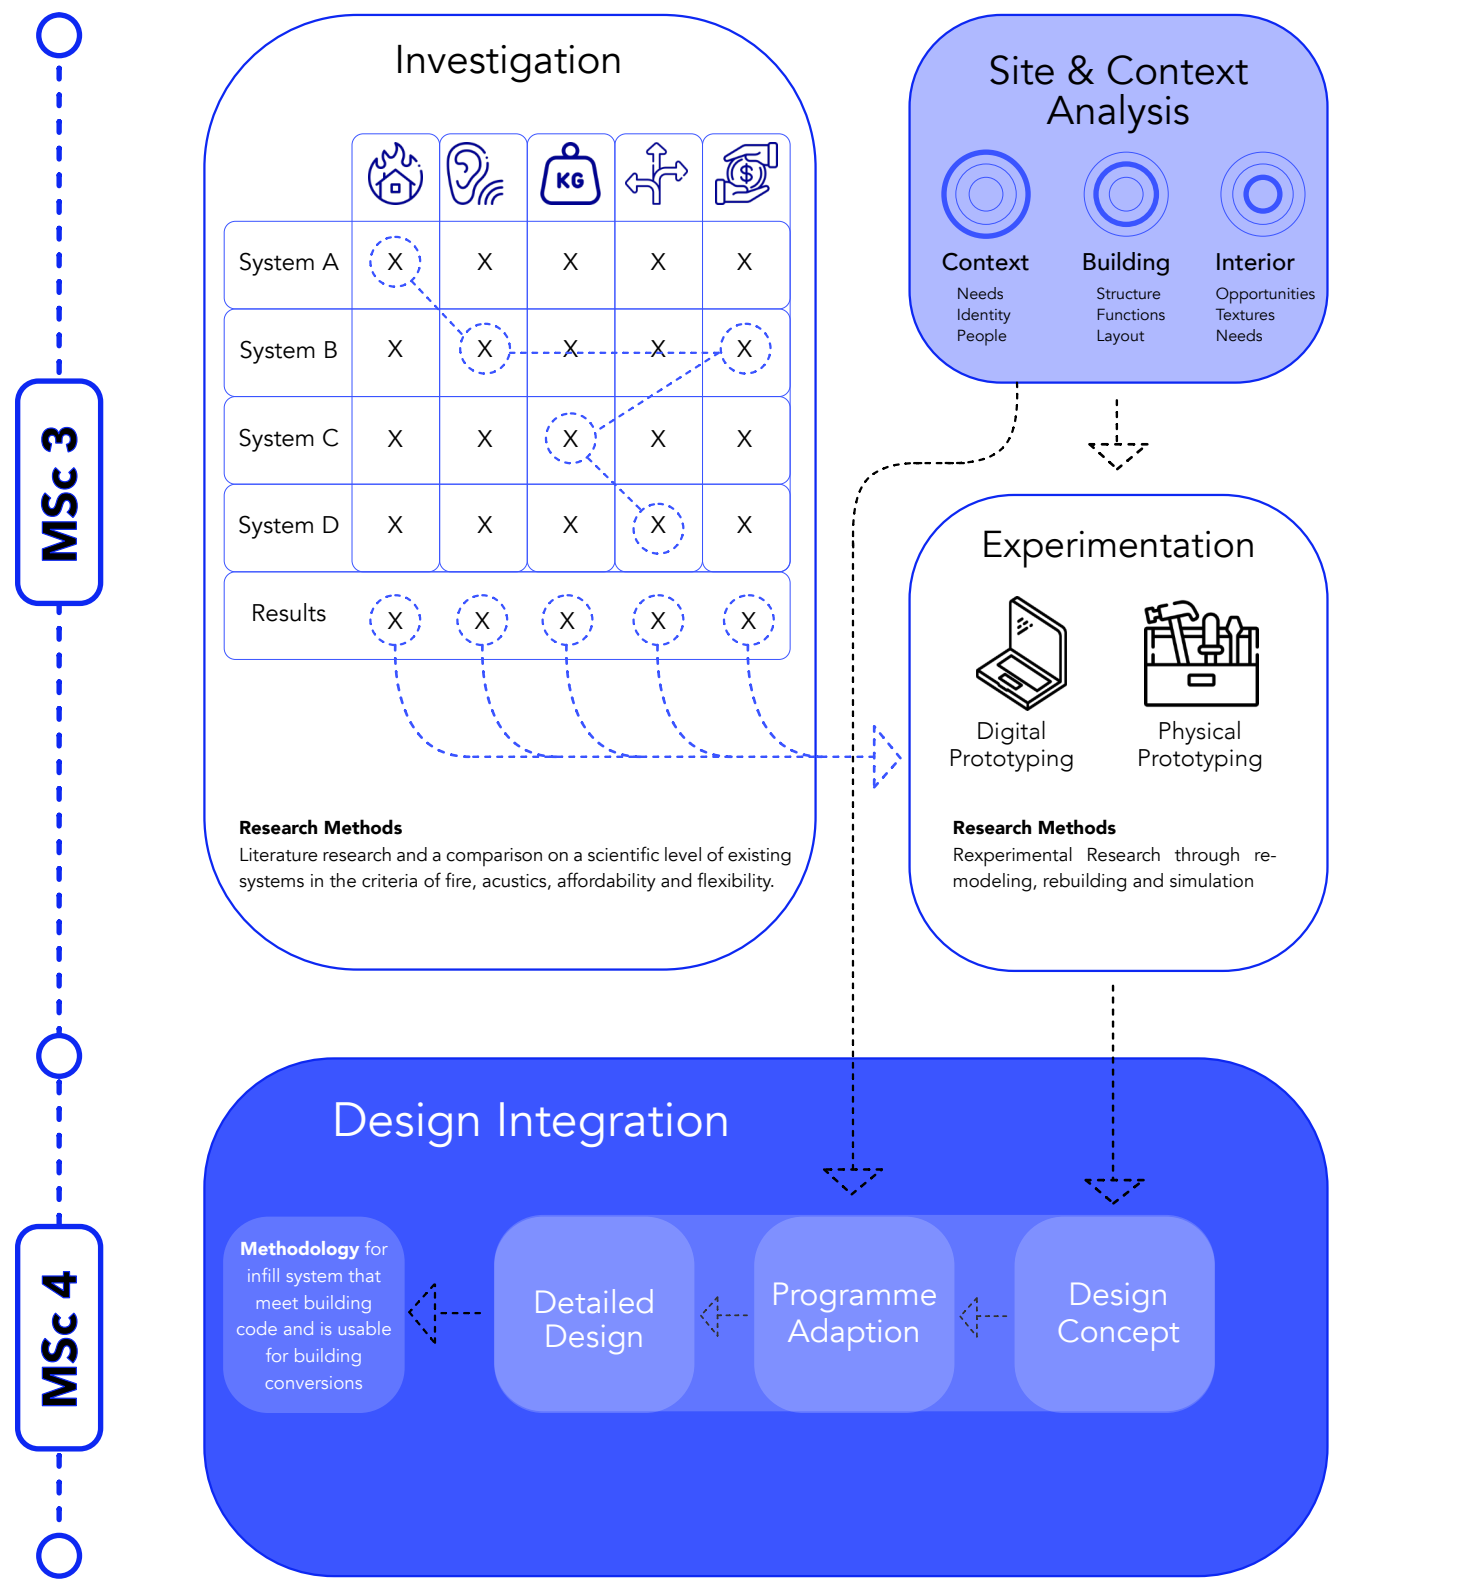 MSc 3
MSc 4
Investigation
KG
$
System A X X X X X
System B X X X X X
System C X X X X X
System D X X X X X
Results X X X X X
Research Methods
Literature research and a comparison on a scientific level of existing
systems in the criteria of fire, acustics, affordability and flexibility.
Site & Context
Analysis
Context
Needs
Identity
People
Building
Structure
Functions
Layout
Interior
Opportunities
Textures
Needs
Experimentation
Digital
Prototyping
Physical
Prototyping
Research Methods
Rexperimental Research through re-
modeling, rebuilding and simulation
Design Integration
Methodology for
infill system that
meet building
code and is usable
for building
conversions
Detailed
Design
Programme
Adaption
Design
Concept